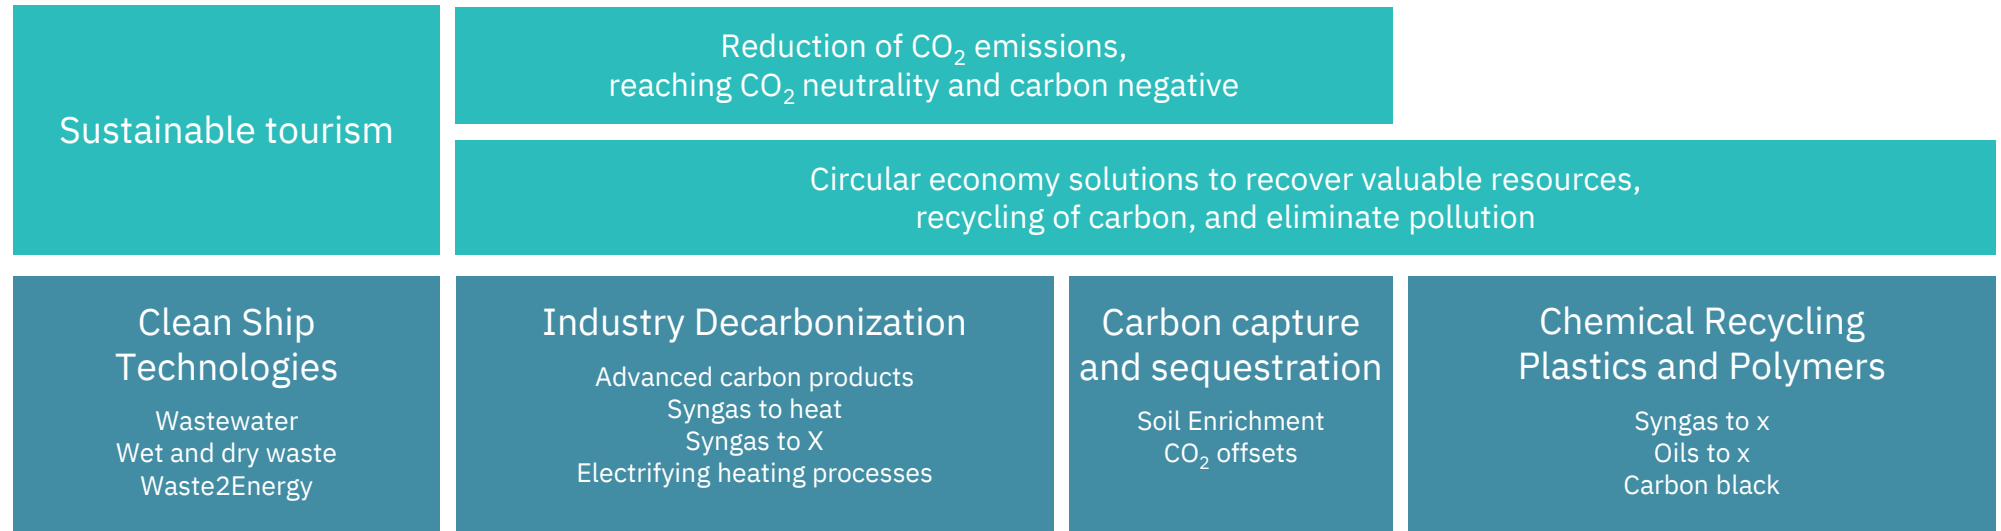 Sustainable tourism
Reduction of CO₂ emissions,
reaching CO₂ neutrality and carbon negative
Circular economy solutions to recover valuable resources,
recycling of carbon, and eliminate pollution
Clean Ship
Technologies
Wastewater
Wet and dry waste
Waste2Energy
Industry Decarbonization
Advanced carbon products
Syngas to heat
Syngas to X
Electrifying heating processes
Carbon capture
and sequestration
Soil Enrichment
CO₂ offsets
Chemical Recycling
Plastics and Polymers
Syngas to x
Oils to x
Carbon black